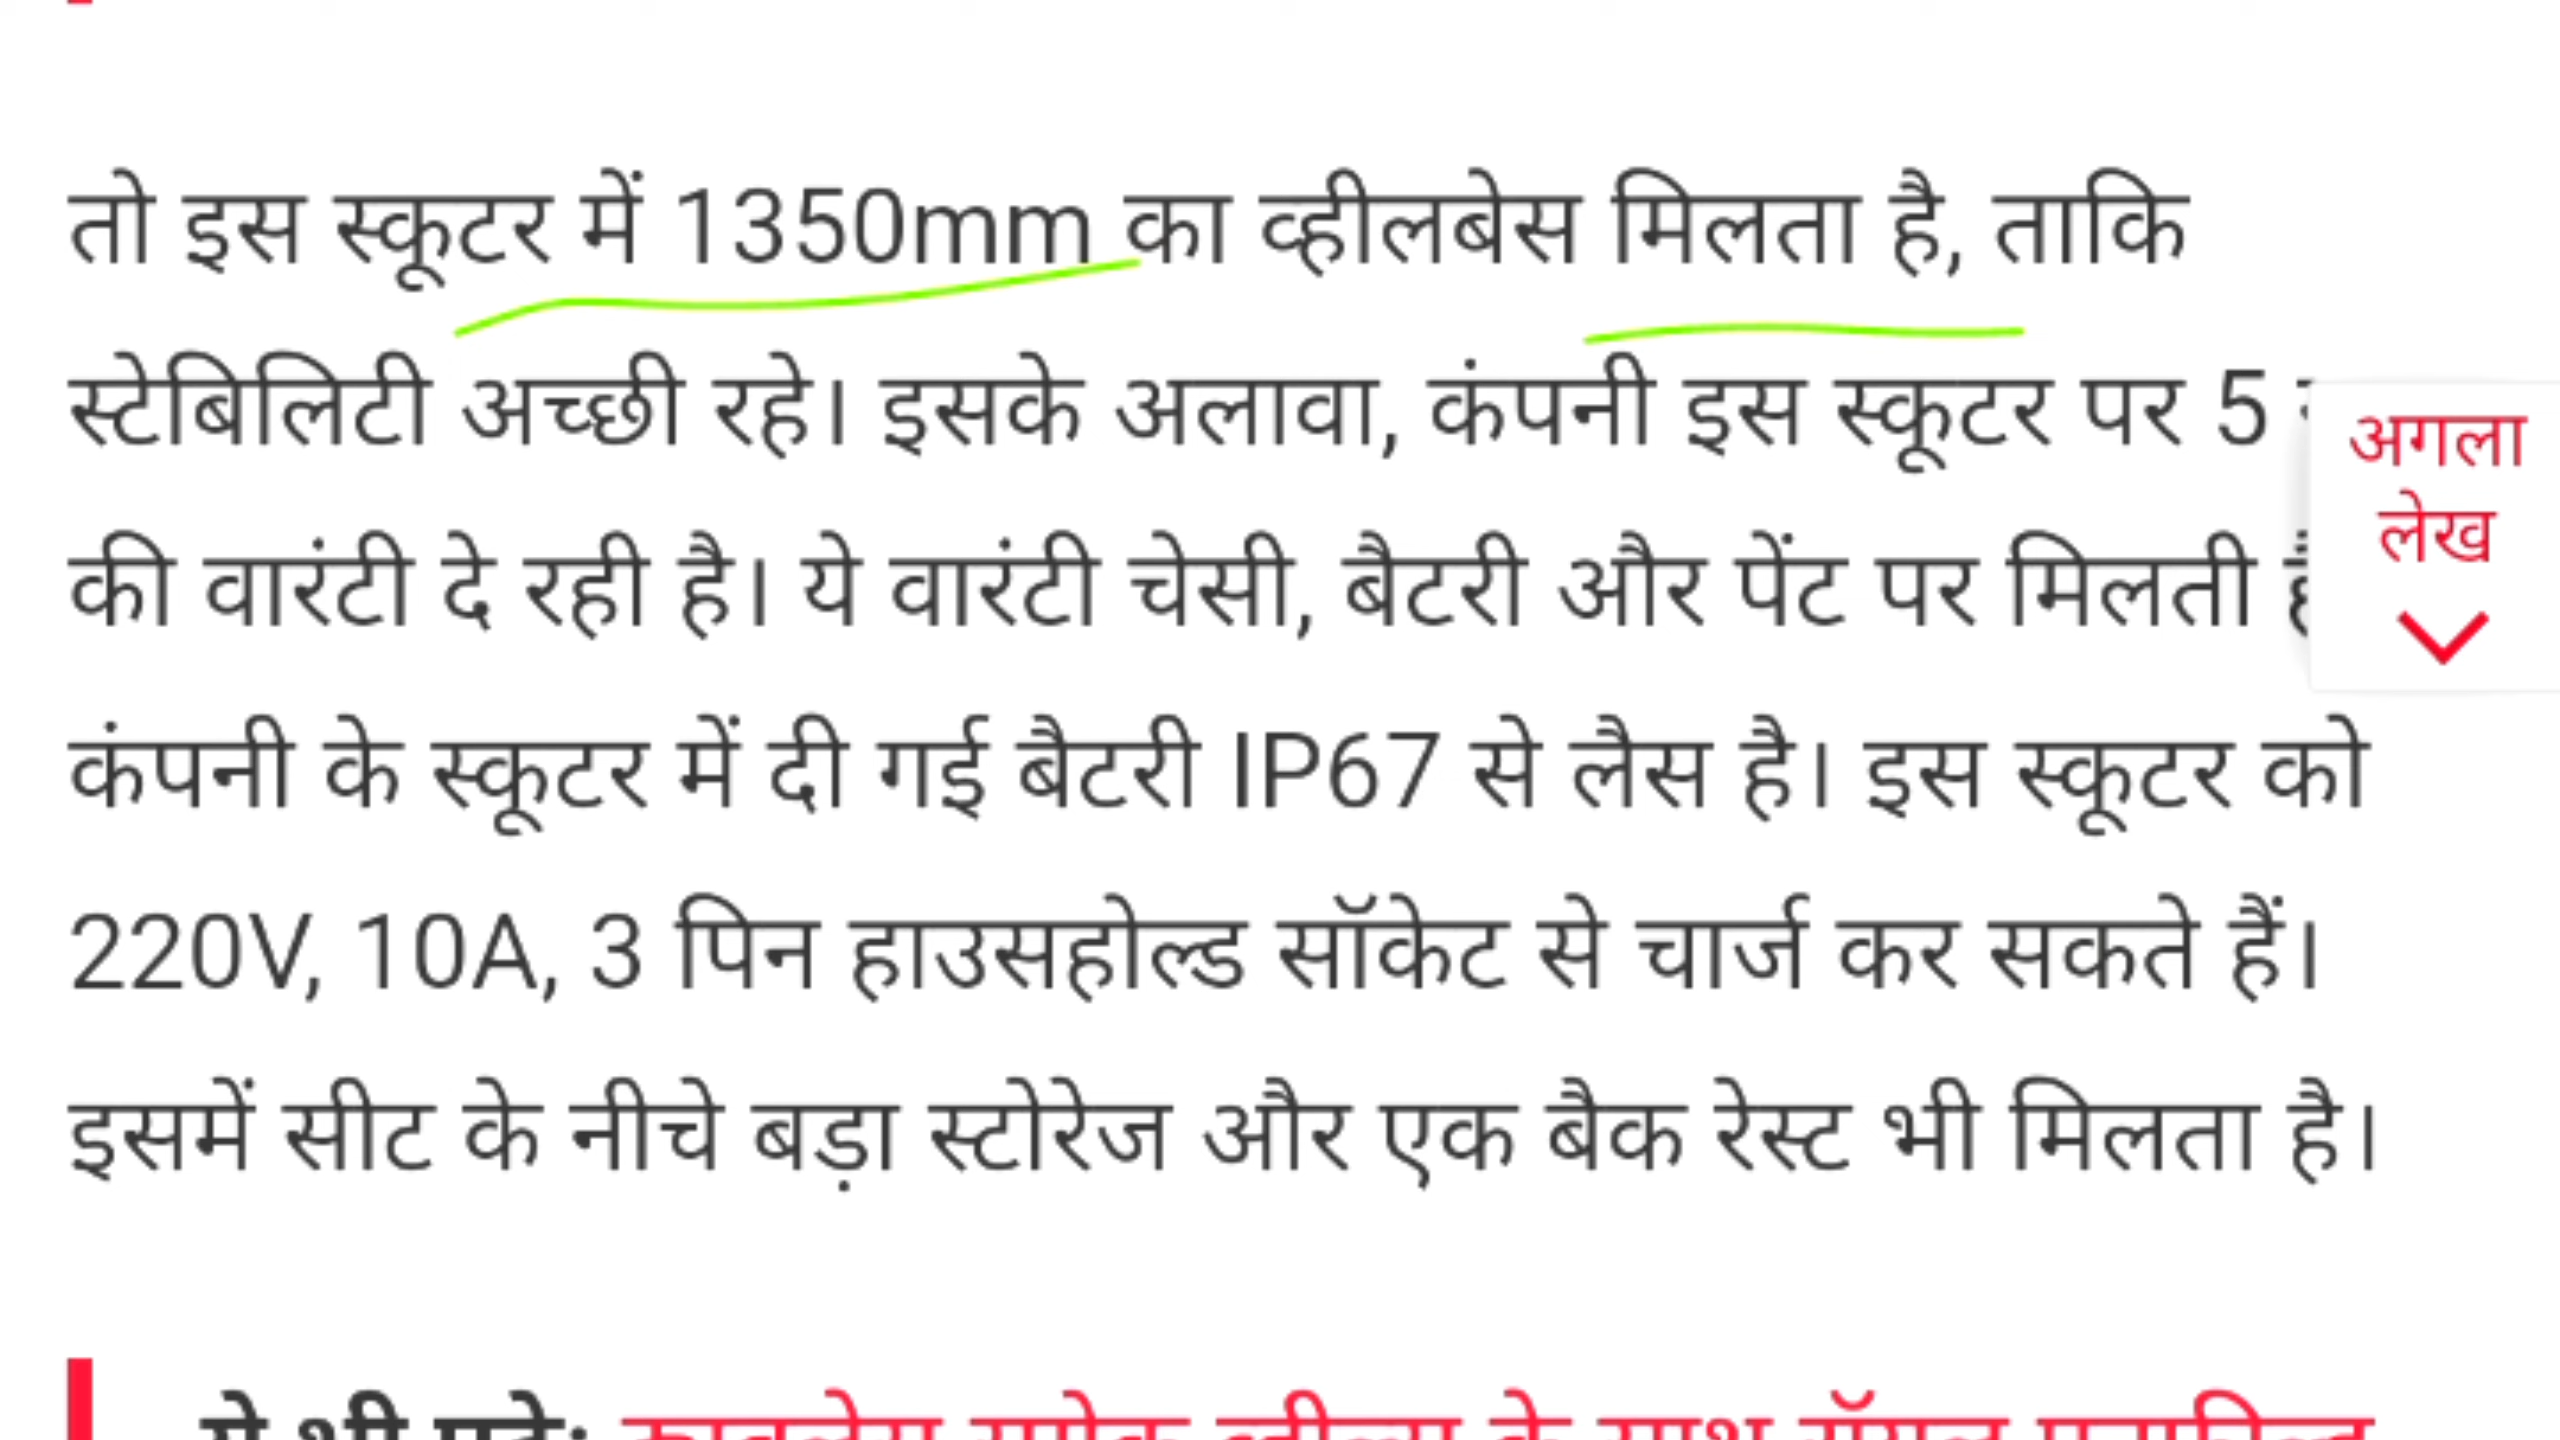 तो इस स्कूटर में 1350mm का व्हीलबेस मिलता है, ताकि
स्टेबिलिटी अच्छी रहे। इसके अलावा, कंपनी इस स्कूटर पर 5
की वारंटी दे रही है। ये वारंटी चेसी, बैटरी और पेंट पर मिलती
अगला
लेख
कंपनी के स्कूटर में दी गई बैटरी IP67 से लैस है। इस स्कूटर को
220V, 10A, 3 पिन हाउसहोल्ड सॉकेट से चार्ज कर सकते हैं।
इसमें सीट के नीचे बड़ा स्टोरेज और एक बैक रेस्ट भी मिलता है।
ये भी पढ़ें: